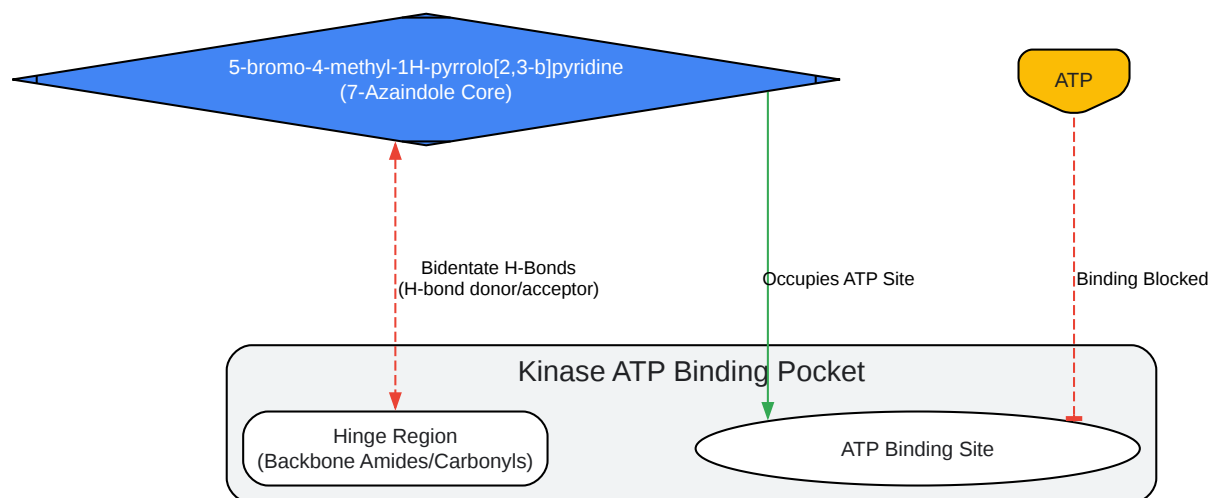 5-bromo-4-methyl-1H-pyrrolo[2,3-b]pyridine
(7-Azaindole Core)
ATP
Bidentate H-Bonds
(H-bond donor/acceptor)
Occupies ATP Site
Binding Blocked
Kinase ATP Binding Pocket
Hinge Region
(Backbone Amides/Carbonyls)
ATP Binding Site